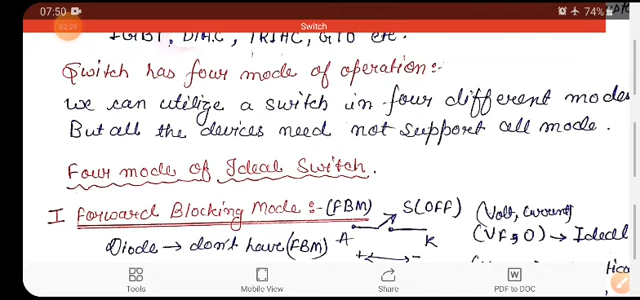 07:50
74%
02:29
Switch
IGBT, DIAC, TRIAC, GTO etc.
Switch has four mode of operation:-
We can utilize a switch in four different modes
But all the devices need not support all mode.
Four mode of Ideal Switch.
I Forward Blocking Mode :- (FBM)
S(OFF)
(Volt, Current)
A
K
(VF, 0) → Ideal
Diode → don't have (FBM)
+ -
Tools
Mobile View
Share
PDF to DOC